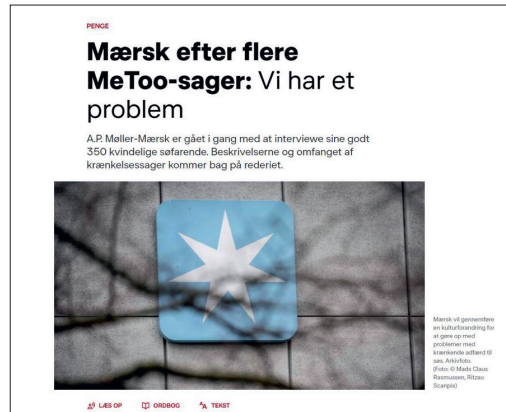 PENGE
Mærsk efter flere
MeToo-sager: Vi har et
problem
A.P. Møller-Mærsk er gået i gang med at interviewe sine godt
350 kvindelige søfarende. Beskrivelserne og omfanget af
krænkelsessager kommer bag på rederiet.
Mærsk vil gennemføre
en kulturforandring for
at gøre op med
problemer med
krænkende adfærd til
søs. Arkivfoto.
(Foto: © Mads Claus
Rasmussen, Ritzau
Scanpix)
LÆS OP ORDBOG AA TEKST